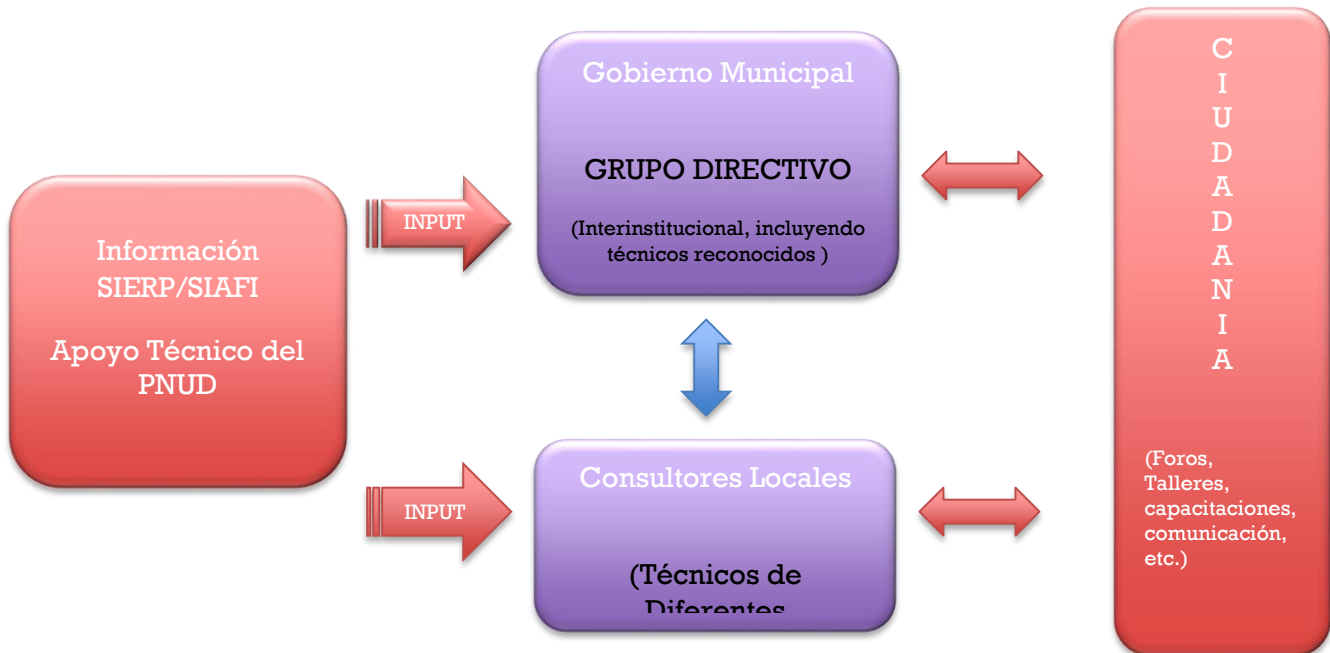 Información
SIERP/SIAFI
Apoyo Técnico del
PNUD
INPUT
INPUT
Gobierno Municipal
GRUPO DIRECTIVO
(Interinstitucional, incluyendo
técnicos reconocidos )
Consultores Locales
(Técnicos de
Diferentes
C
I
U
D
A
D
A
N
I
A
(Foros,
Talleres,
capacitaciones,
comunicación,
etc.)